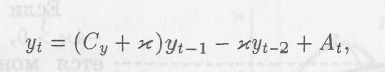 y_t = (C_y + ϰ)y_{t−1} − ϰy_{t−2} + A_t,